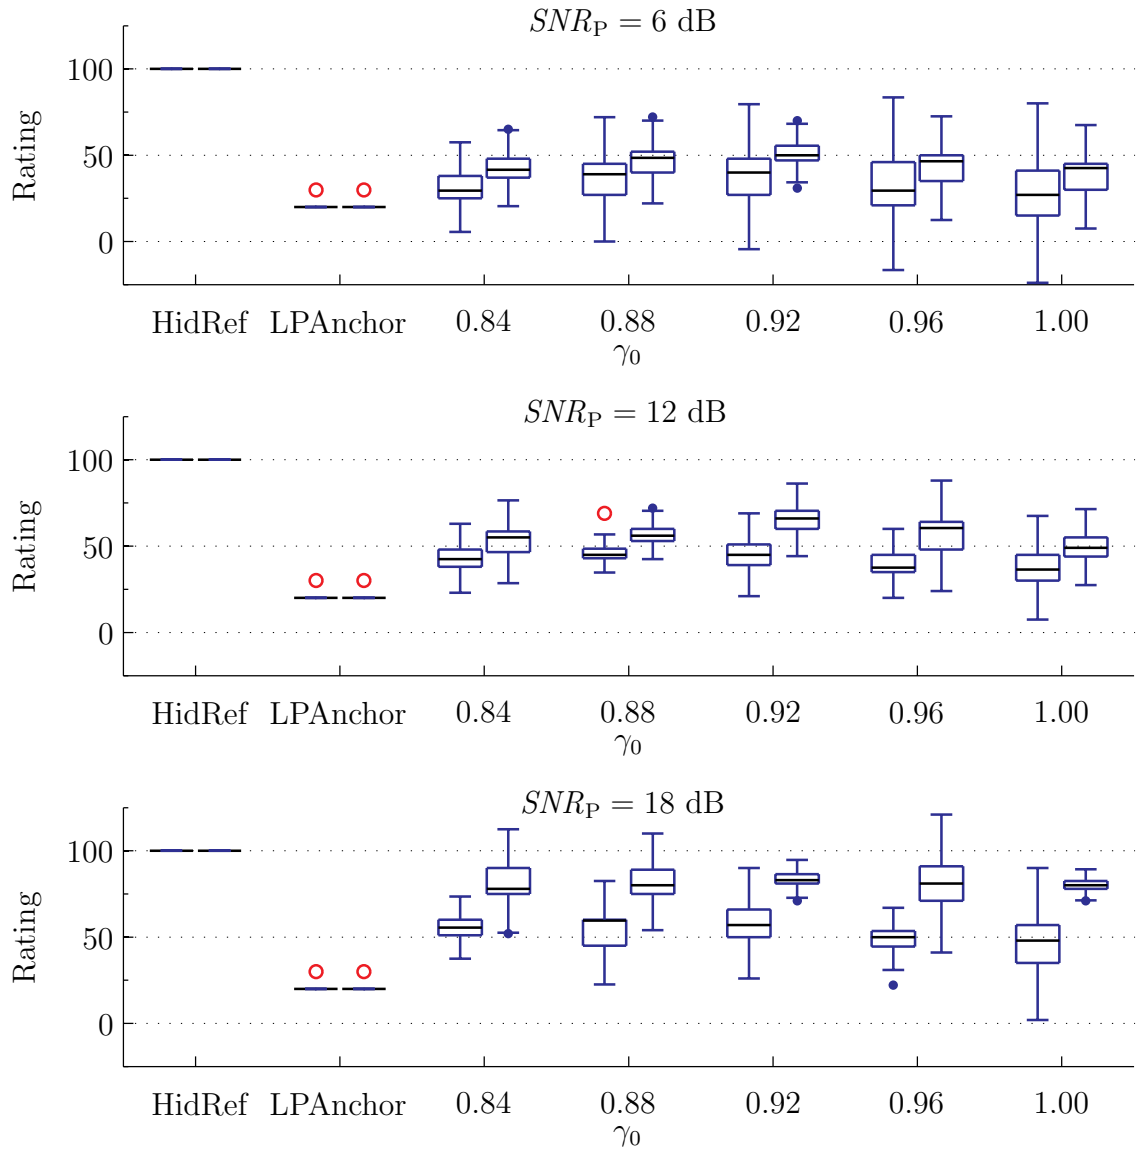 SNR_P = 6 dB
100
50
0
Rating
HidRef LPAnchor 0.84 0.88 0.92 0.96 1.00
γ₀
SNR_P = 12 dB
100
50
0
Rating
HidRef LPAnchor 0.84 0.88 0.92 0.96 1.00
γ₀
SNR_P = 18 dB
100
50
0
Rating
HidRef LPAnchor 0.84 0.88 0.92 0.96 1.00
γ₀